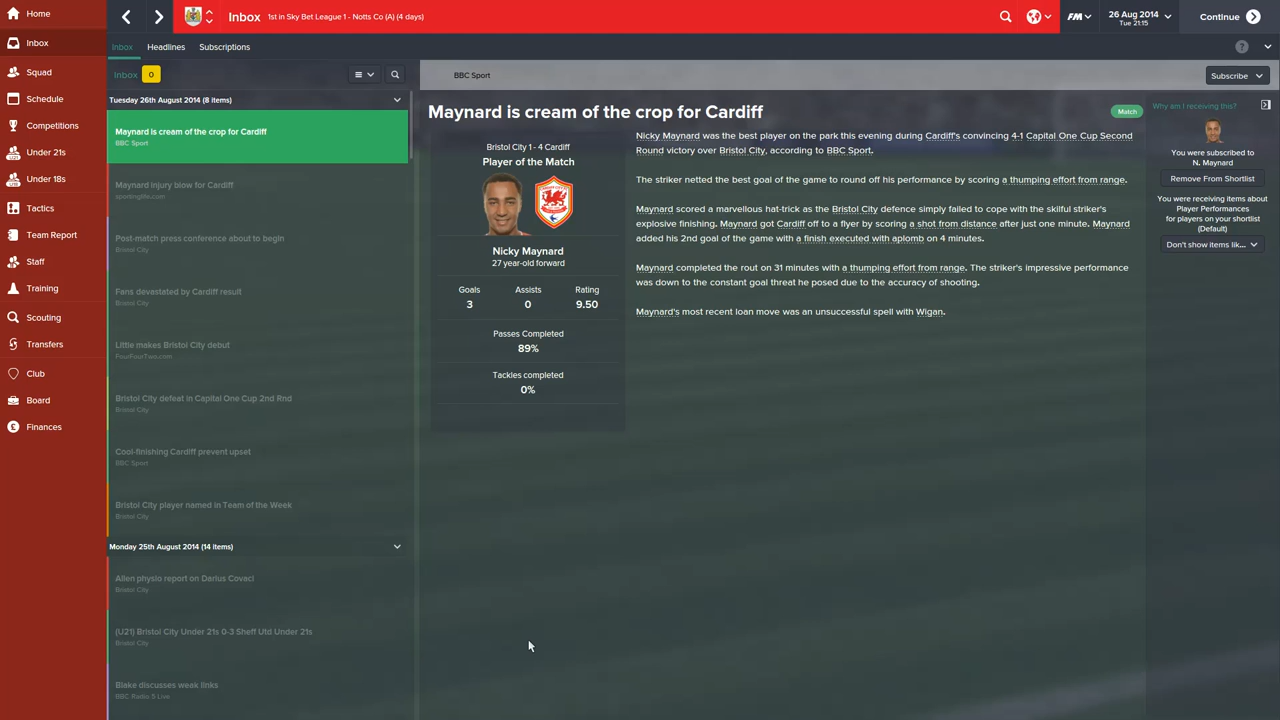 Home
Inbox
Squad
Schedule
Competitions
Under 21s
Under 18s
Tactics
Team Report
Staff
Training
Scouting
Transfers
Club
Board
Finances
Inbox 1st in Sky Bet League 1 - Notts Co (A) (4 days)
FM
26 Aug 2014
Tue 21:15
Continue
Inbox Headlines Subscriptions
?
Inbox 0
Tuesday 26th August 2014 (8 items)
Maynard is cream of the crop for Cardiff
BBC Sport
Maynard injury blow for Cardiff
sportinglife.com
Post-match press conference about to begin
Bristol City
Fans devastated by Cardiff result
Bristol City
Little makes Bristol City debut
FourFourTwo.com
Bristol City defeat in Capital One Cup 2nd Rnd
Bristol City
Cool-finishing Cardiff prevent upset
BBC Sport
Bristol City player named in Team of the Week
Bristol City
Monday 25th August 2014 (14 items)
Allen physio report on Darius Covaci
Bristol City
(U21) Bristol City Under 21s 0-3 Sheff Utd Under 21s
Bristol City
Blake discusses weak links
BBC Radio 5 Live
BBC Sport
Subscribe
Maynard is cream of the crop for Cardiff
Match
Bristol City 1 - 4 Cardiff
Player of the Match
Nicky Maynard
27 year-old forward
Goals Assists Rating
3 0 9.50
Passes Completed
89%
Tackles completed
0%
Nicky Maynard was the best player on the park this evening during Cardiff's convincing 4-1 Capital One Cup Second
Round victory over Bristol City, according to BBC Sport.
The striker netted the best goal of the game to round off his performance by scoring a thumping effort from range.
Maynard scored a marvellous hat-trick as the Bristol City defence simply failed to cope with the skilful striker's
explosive finishing. Maynard got Cardiff off to a flyer by scoring a shot from distance after just one minute. Maynard
added his 2nd goal of the game with a finish executed with aplomb on 4 minutes.
Maynard completed the rout on 31 minutes with a thumping effort from range. The striker's impressive performance
was down to the constant goal threat he posed due to the accuracy of shooting.
Maynard's most recent loan move was an unsuccessful spell with Wigan.
Why am I receiving this?
You were subscribed to
N. Maynard
Remove From Shortlist
You were receiving items about
Player Performances
for players on your shortlist
(Default)
Don't show items lik...